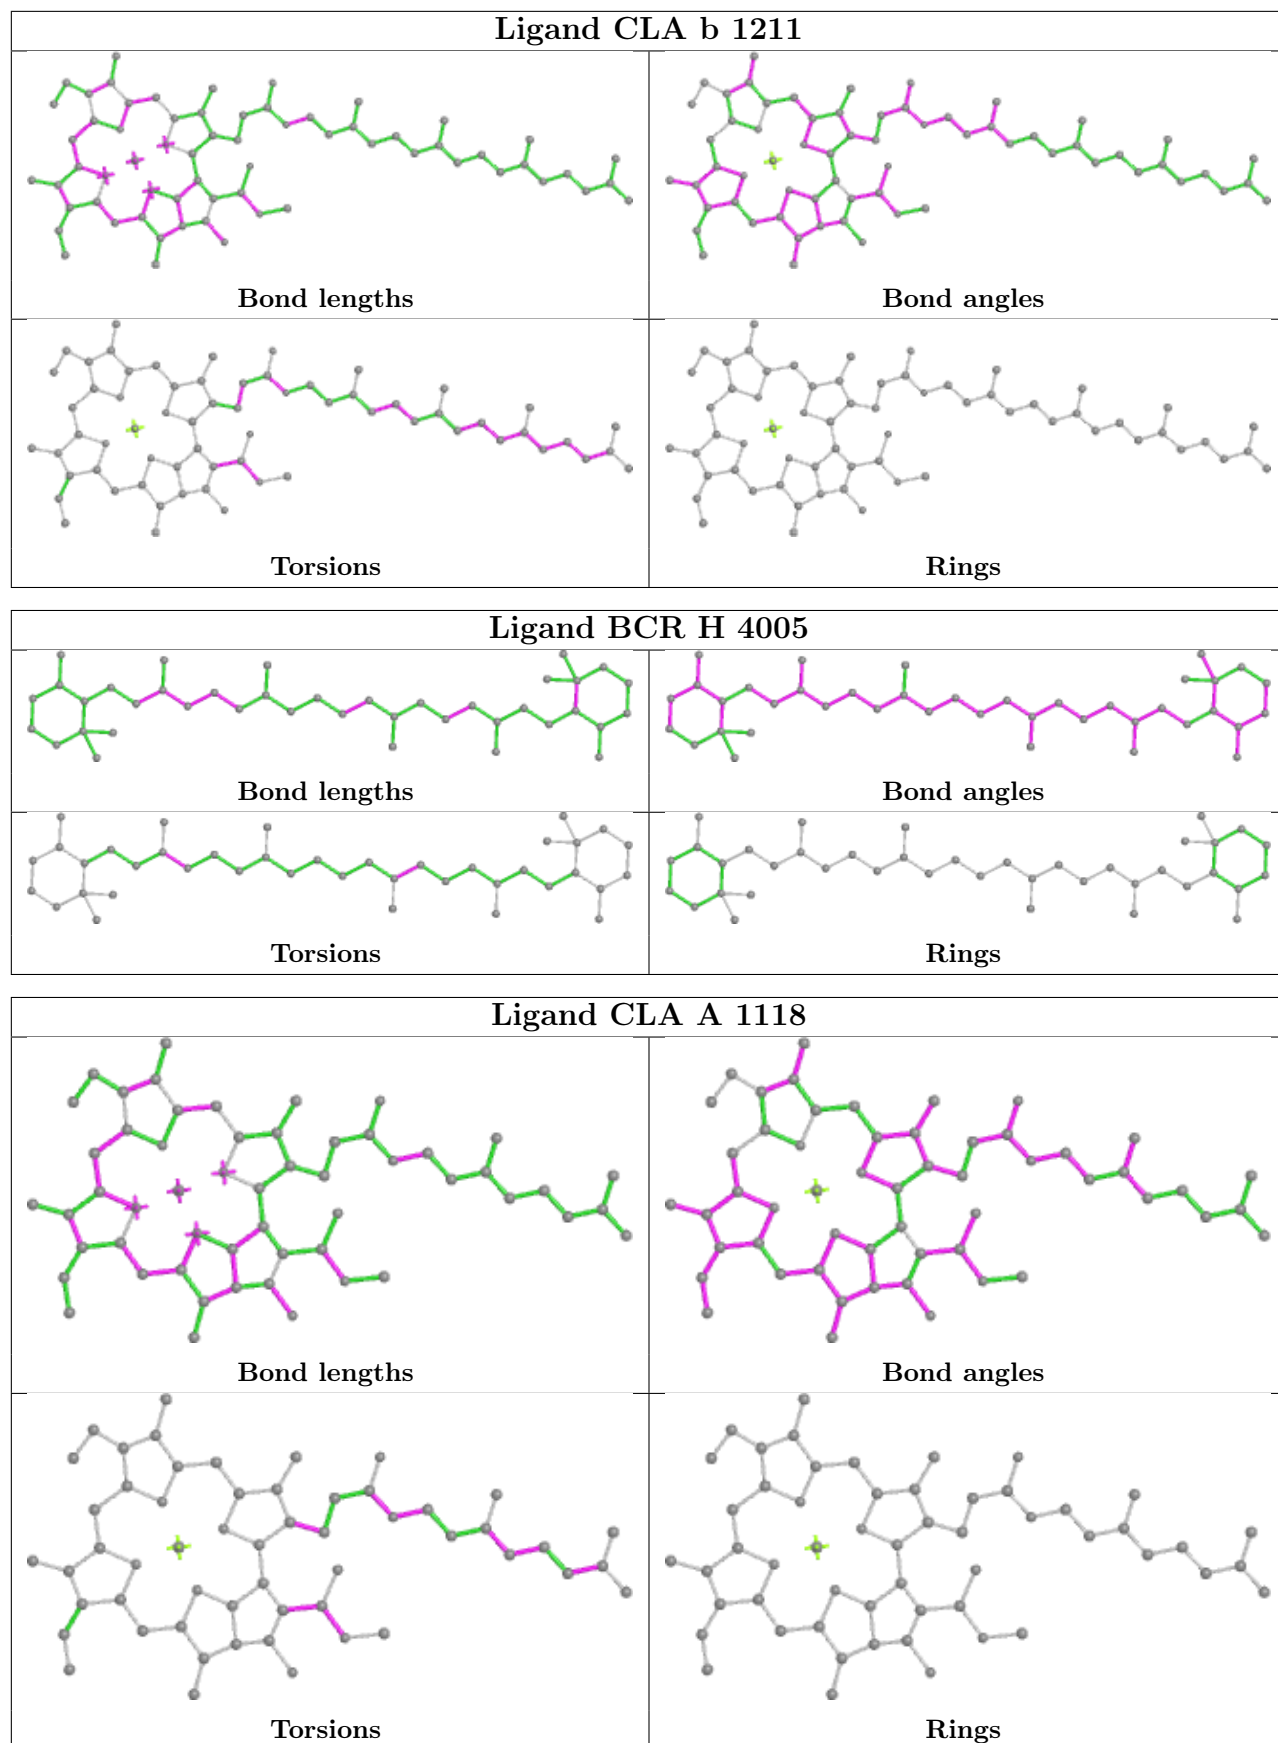 Ligand CLA b 1211
Bond lengths
Bond angles
Torsions
Rings
Ligand BCR H 4005
Bond lengths
Bond angles
Torsions
Rings
Ligand CLA A 1118
Bond lengths
Bond angles
Torsions
Rings